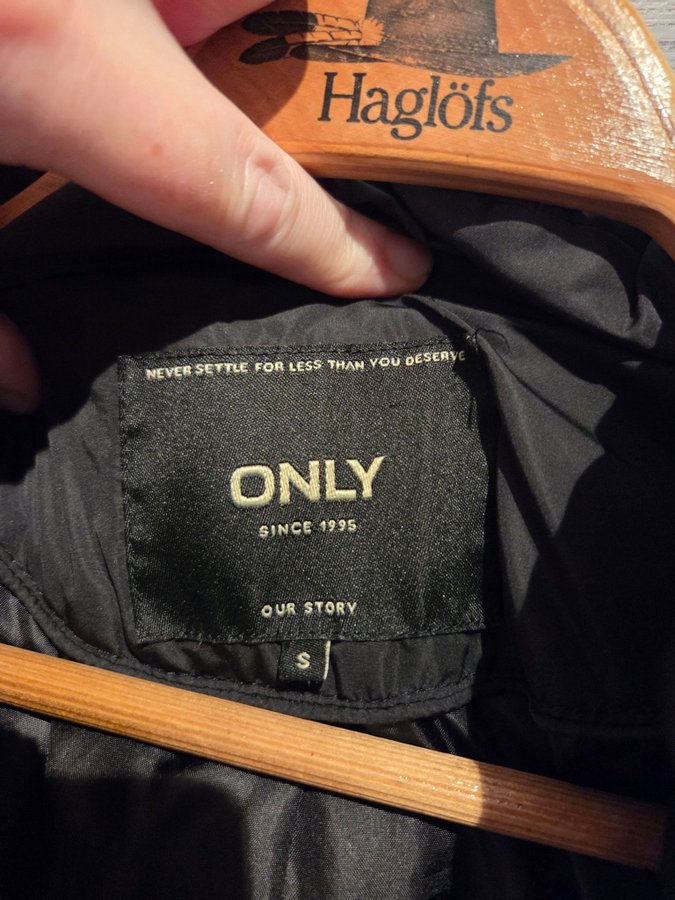 Haglöfs
NEVER SETTLE FOR LESS THAN YOU DESERVE
ONLY
SINCE 1995
OUR STORY
S